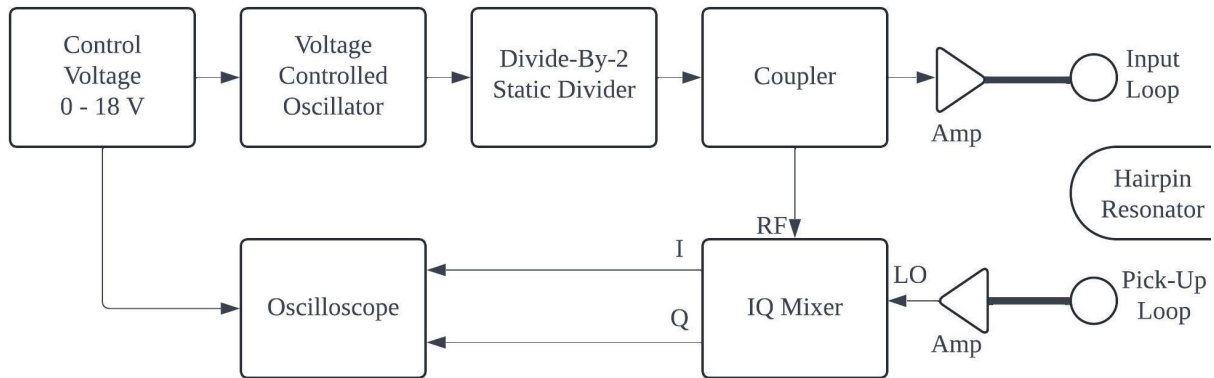 Control
Voltage
0 - 18 V
Voltage
Controlled
Oscillator
Divide-By-2
Static Divider
Coupler
Amp
Input
Loop
Hairpin
Resonator
RF
I
Q
LO
Oscilloscope
IQ Mixer
Amp
Pick-Up
Loop